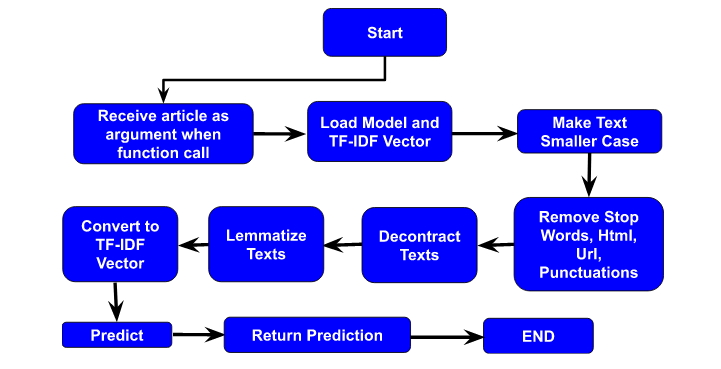 Start
Receive article as
argument when
function call
Load Model and
TF-IDF Vector
Make Text
Smaller Case
Remove Stop
Words, Html,
Url,
Punctuations
Decontract
Texts
Lemmatize
Texts
Convert to
TF-IDF
Vector
Predict
Return Prediction
END